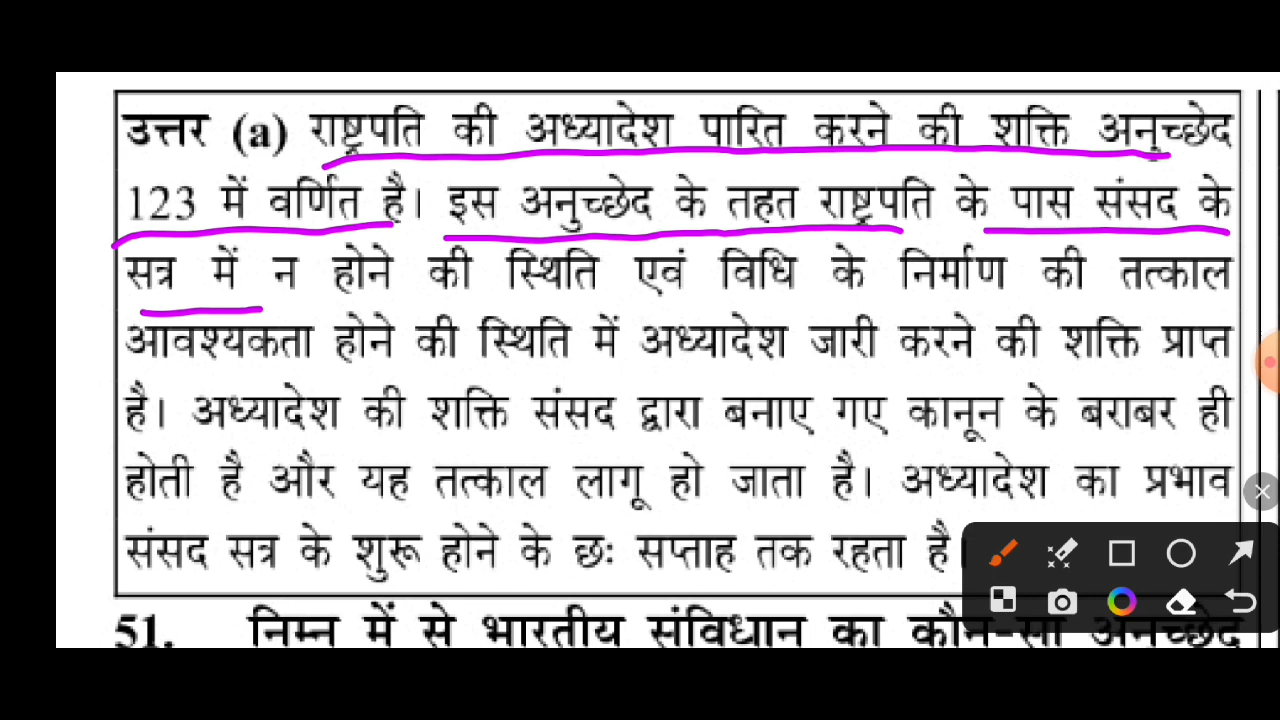 उत्तर (a) राष्ट्रपति की अध्यादेश पारित करने की शक्ति अनुच्छेद
123 में वर्णित है। इस अनुच्छेद के तहत राष्ट्रपति के पास संसद के
सत्र में न होने की स्थिति एवं विधि के निर्माण की तत्काल
आवश्यकता होने की स्थिति में अध्यादेश जारी करने की शक्ति प्राप्त
है। अध्यादेश की शक्ति संसद द्वारा बनाए गए कानून के बराबर ही
होती है और यह तत्काल लागू हो जाता है। अध्यादेश का प्रभाव
संसद सत्र के शुरू होने के छः सप्ताह तक रहता है।
51. निम्न में से भारतीय संविधान का कौन-सा अनुच्छेद